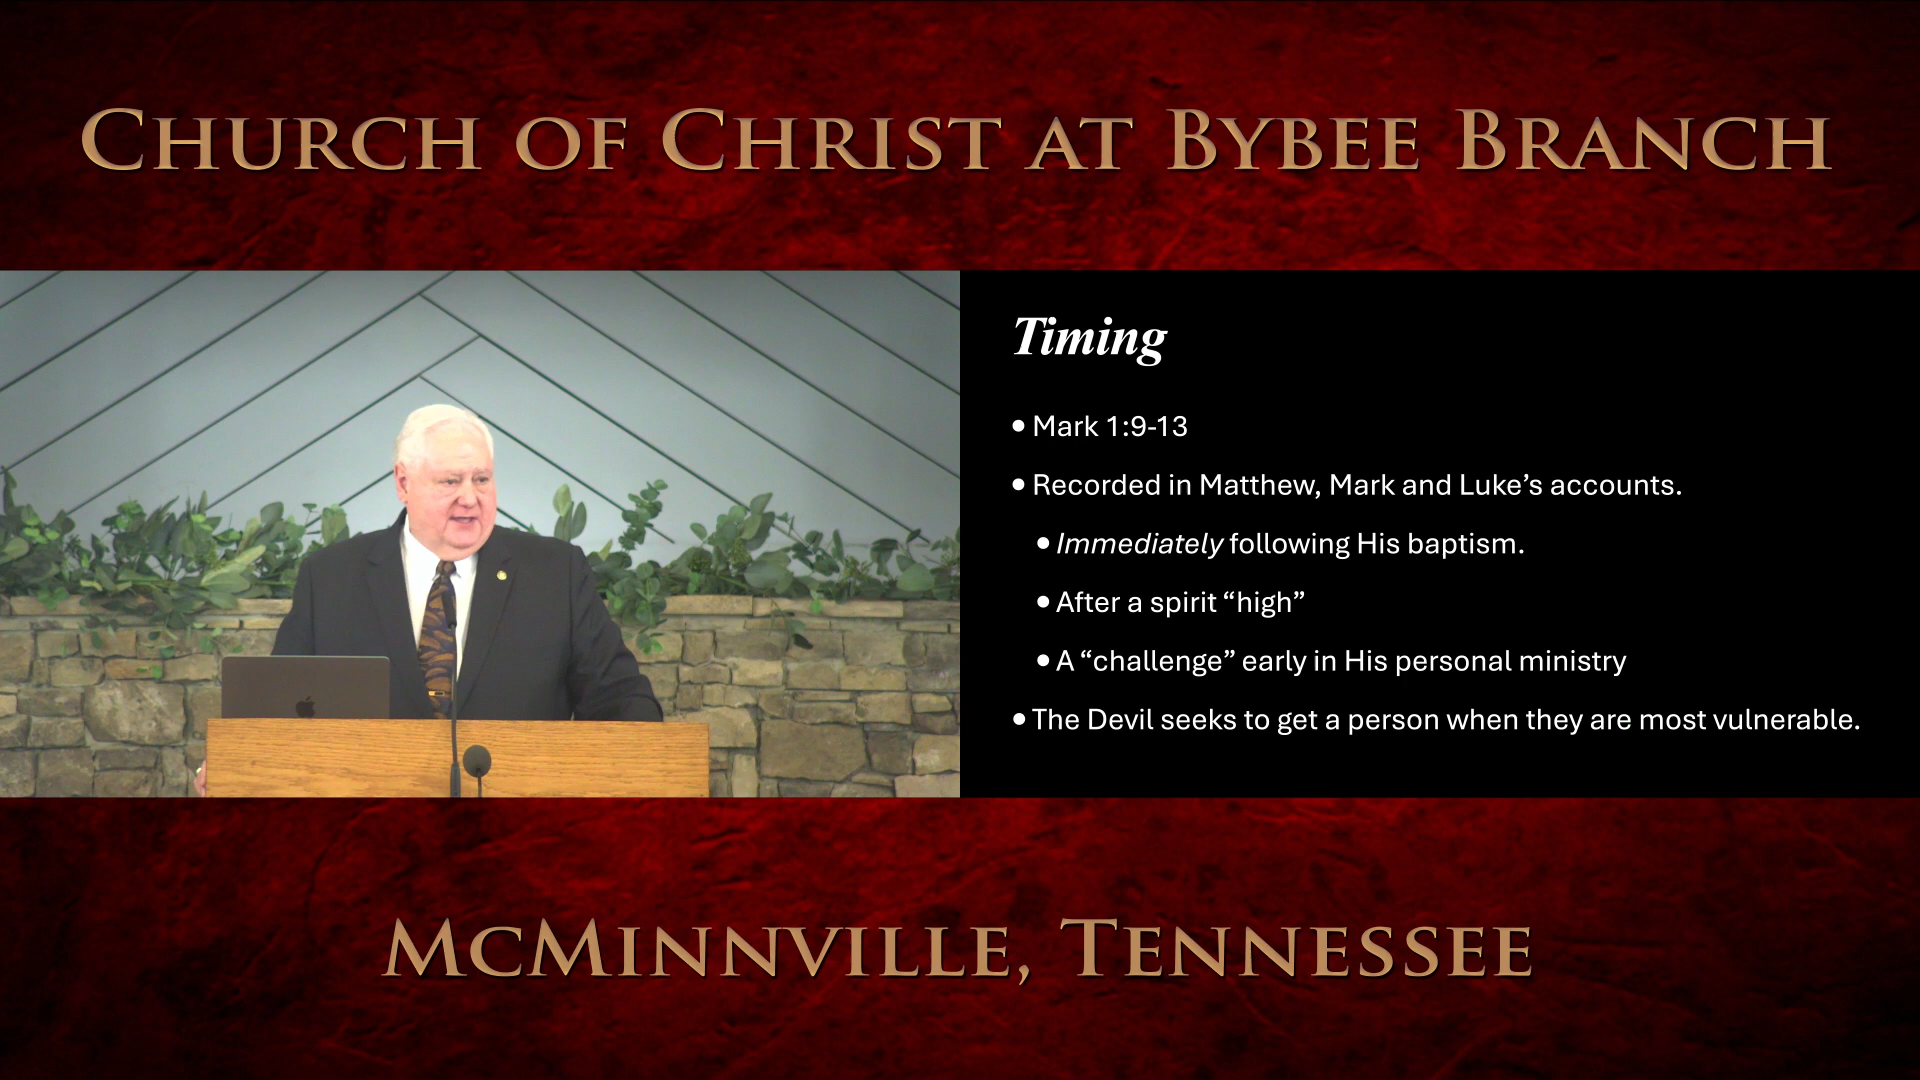 Church of Christ at Bybee Branch
Timing
• Mark 1:9-13
• Recorded in Matthew, Mark and Luke’s accounts.
• Immediately following His baptism.
• After a spirit “high”
• A “challenge” early in His personal ministry
• The Devil seeks to get a person when they are most vulnerable.
McMinnville, Tennessee